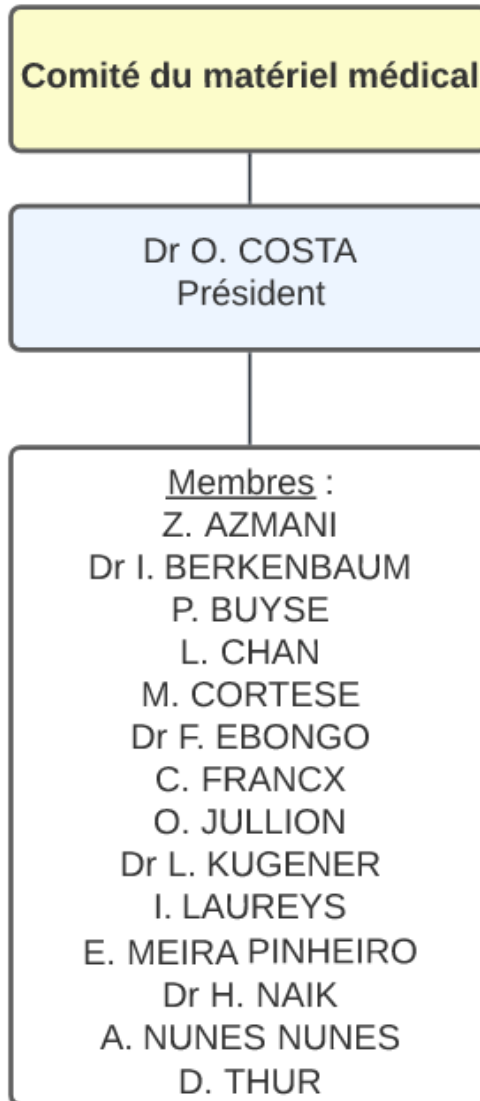 Comité du matériel médical
Dr O. COSTA
Président
Membres :
Z. AZMANI
Dr I. BERKENBAUM
P. BUYSE
L. CHAN
M. CORTESE
Dr F. EBONGO
C. FRANCX
O. JULLION
Dr L. KUGENER
I. LAUREYS
E. MEIRA PINHEIRO
Dr H. NAIK
A. NUNES NUNES
D. THUR